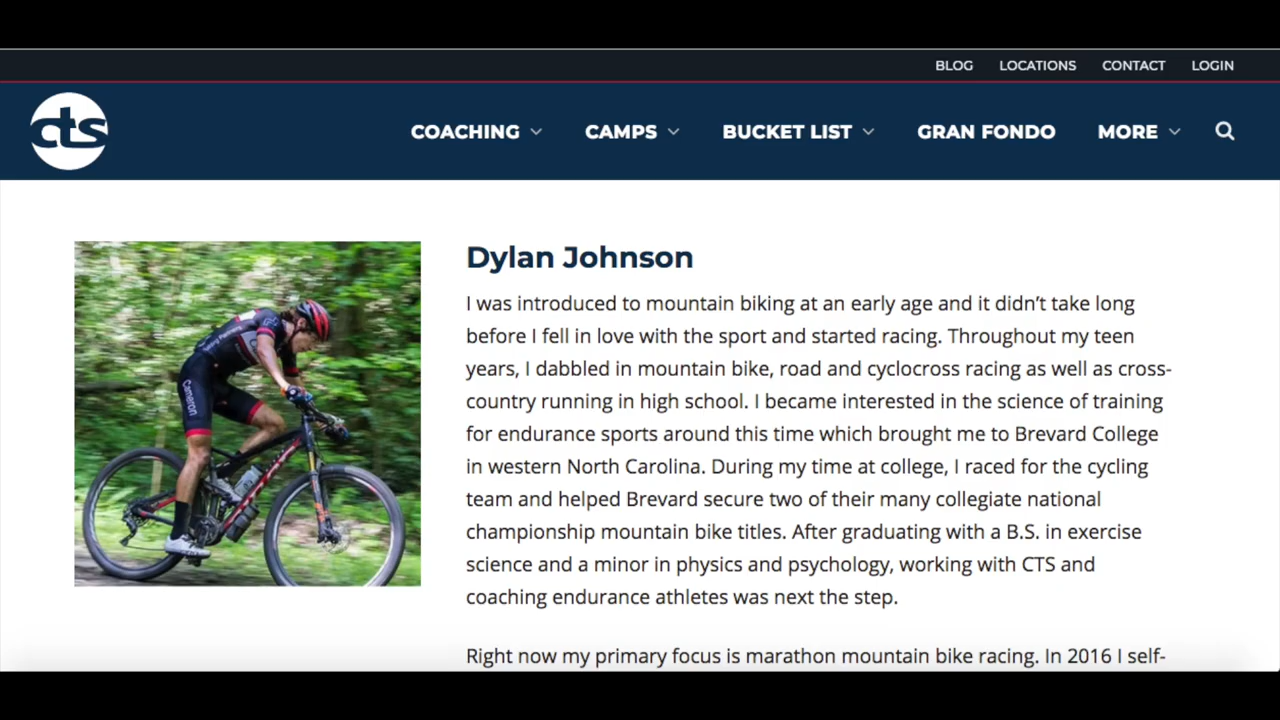 BLOG LOCATIONS CONTACT LOGIN
cts
COACHING CAMPS BUCKET LIST GRAN FONDO MORE
Dylan Johnson
I was introduced to mountain biking at an early age and it didn’t take long
before I fell in love with the sport and started racing. Throughout my teen
years, I dabbled in mountain bike, road and cyclocross racing as well as cross-
country running in high school. I became interested in the science of training
for endurance sports around this time which brought me to Brevard College
in western North Carolina. During my time at college, I raced for the cycling
team and helped Brevard secure two of their many collegiate national
championship mountain bike titles. After graduating with a B.S. in exercise
science and a minor in physics and psychology, working with CTS and
coaching endurance athletes was next the step.
Right now my primary focus is marathon mountain bike racing. In 2016 I self-
Cameron